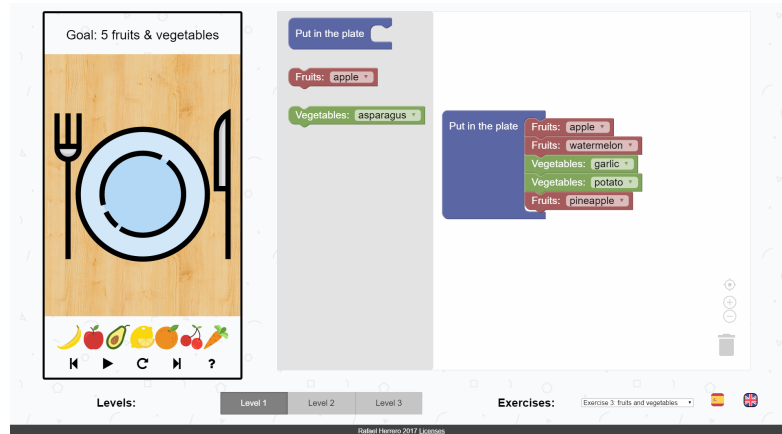 Goal: 5 fruits & vegetables
?
Put in the plate
Fruits: apple
Vegetables: asparagus
Put in the plate
Fruits: apple
Fruits: watermelon
Vegetables: garlic
Vegetables: potato
Fruits: pineapple
Levels: Level 1 Level 2 Level 3
Exercises: Exercise 3: fruits and vegetables
Rafael Herrero 2017 Licenses